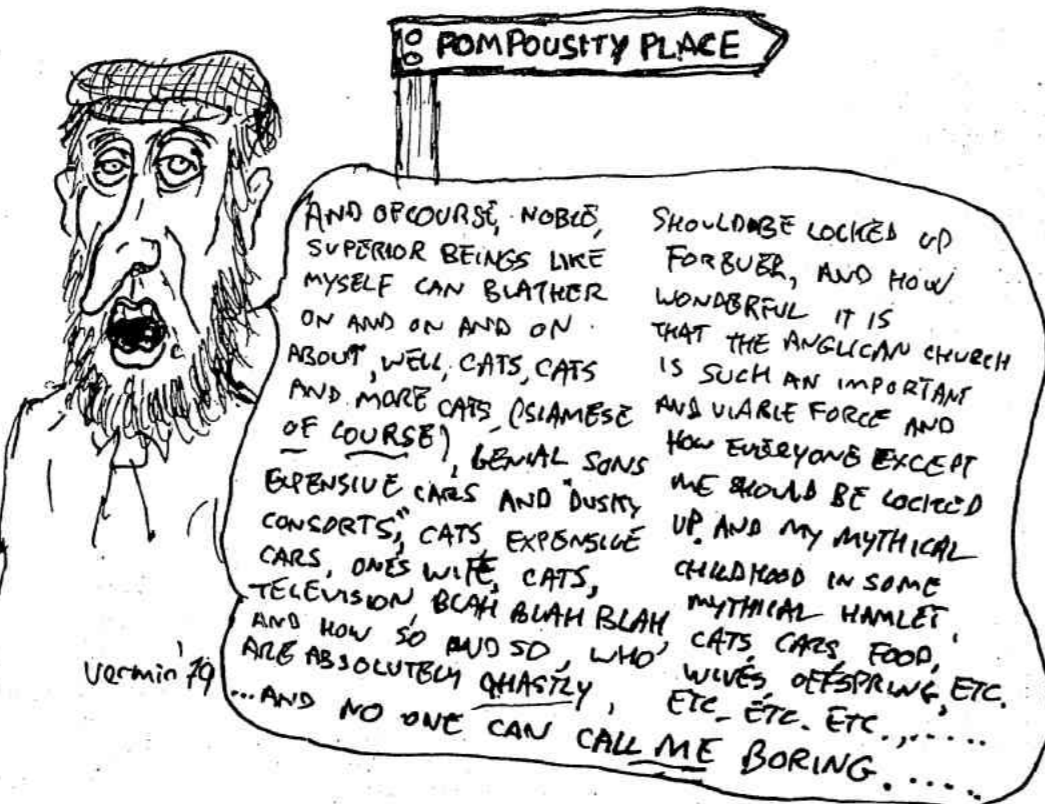 POMPOUSITY PLACE
AND OFCOURSE, NOBLE,
SUPERIOR BEINGS LIKE
MYSELF CAN BLATHER
ON AND ON AND ON
ABOUT, WELL, CATS, CATS
AND MORE CATS, (SIAMESE
OF COURSE), GENIAL SONS
EXPENSIVE CARS AND "DUSKY
CONSORTS", CATS, EXPENSIVE
CARS, ONE'S WIFE, CATS,
TELEVISION, BLAH BLAH BLAH
AND HOW SO AND SO, WHO
ARE ABSOLUTELY GHASTLY,
SHOULD BE LOCKED UP
FOREVER, AND HOW
WONDERFUL IT IS
THAT THE ANGLICAN CHURCH
IS SUCH AN IMPORTANT
AND VIABLE FORCE AND
HOW EVERYONE EXCEPT
ME SHOULD BE LOCKED
UP. AND MY MYTHICAL
CHILDHOOD IN SOME
MYTHICAL HAMLET,
CATS, CARS, FOOD,
WIVES, OFFSPRING, ETC.
ETC. ETC. ETC.,......
...AND NO ONE CAN CALL ME BORING......
Vermin '79